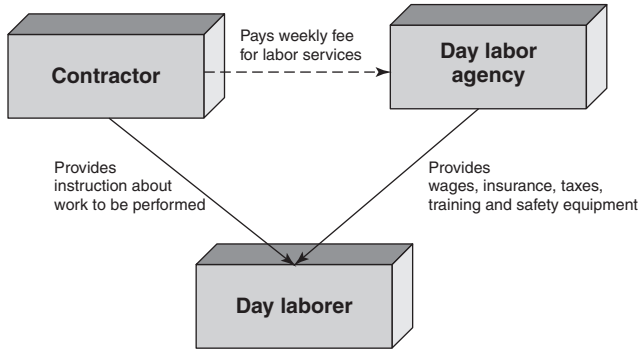 Contractor
Pays weekly fee
for labor services
Day labor
agency
Provides
instruction about
work to be performed
Provides
wages, insurance, taxes,
training and safety equipment
Day laborer